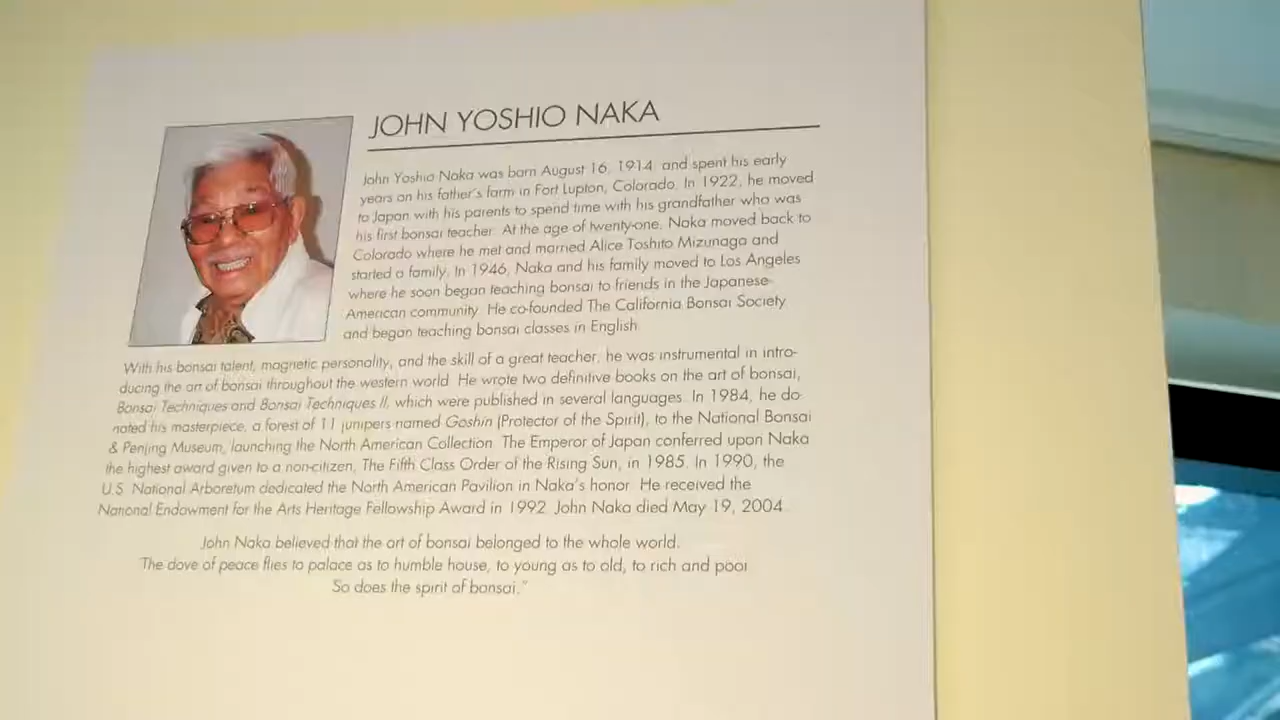 JOHN YOSHIO NAKA
John Yoshio Naka was born August 16, 1914 and spent his early
years on his father's farm in Fort Lupton, Colorado. In 1922, he moved
to Japan with his parents to spend time with his grandfather who was
his first bonsai teacher. At the age of twenty-one, Naka moved back to
Colorado where he met and married Alice Toshito Mizunaga and
started a family. In 1946, Naka and his family moved to Los Angeles
where he soon began teaching bonsai to friends in the Japanese-
American community. He co-founded The California Bonsai Society
and began teaching bonsai classes in English.
With his bonsai talent, magnetic personality, and the skill of a great teacher, he was instrumental in intro-
ducing the art of bonsai throughout the western world. He wrote two definitive books on the art of bonsai,
Bonsai Techniques and Bonsai Techniques II, which were published in several languages. In 1984, he do-
nated his masterpiece, a forest of 11 junipers named Goshin (Protector of the Spirit), to the National Bonsai
& Penjing Museum, launching the North American Collection. The Emperor of Japan conferred upon Naka
the highest award given to a non-citizen, The Fifth Class Order of the Rising Sun, in 1985. In 1990, the
U.S. National Arboretum dedicated the North American Pavilion in Naka's honor. He received the
National Endowment for the Arts Heritage Fellowship Award in 1992. John Naka died May 19, 2004.
John Naka believed that the art of bonsai belonged to the whole world.
The dove of peace flies to palace as to humble house, to young as to old, to rich and poor.
So does the spirit of bonsai."